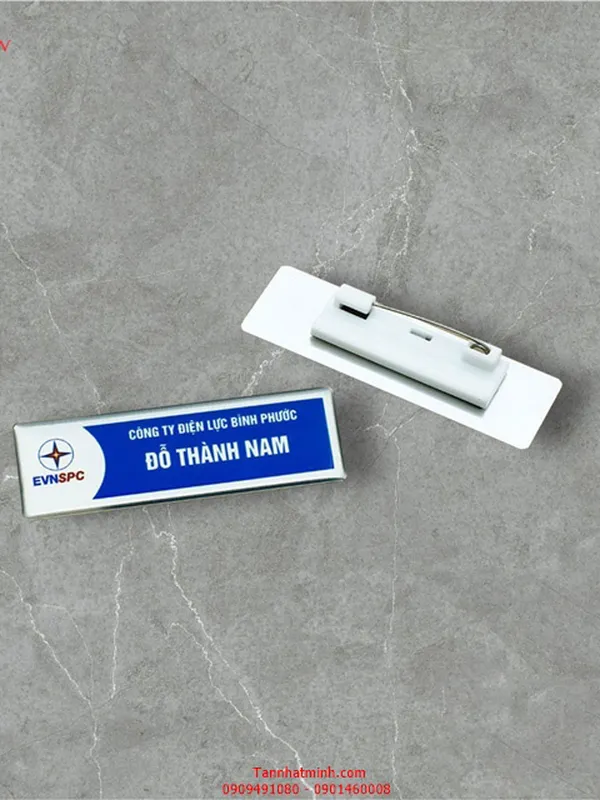 CÔNG TY ĐIỆN LỰC BÌNH PHƯỚC
ĐỖ THÀNH NAM
EVNSPC
Tannhatminh.com
0909491080 - 0901460008